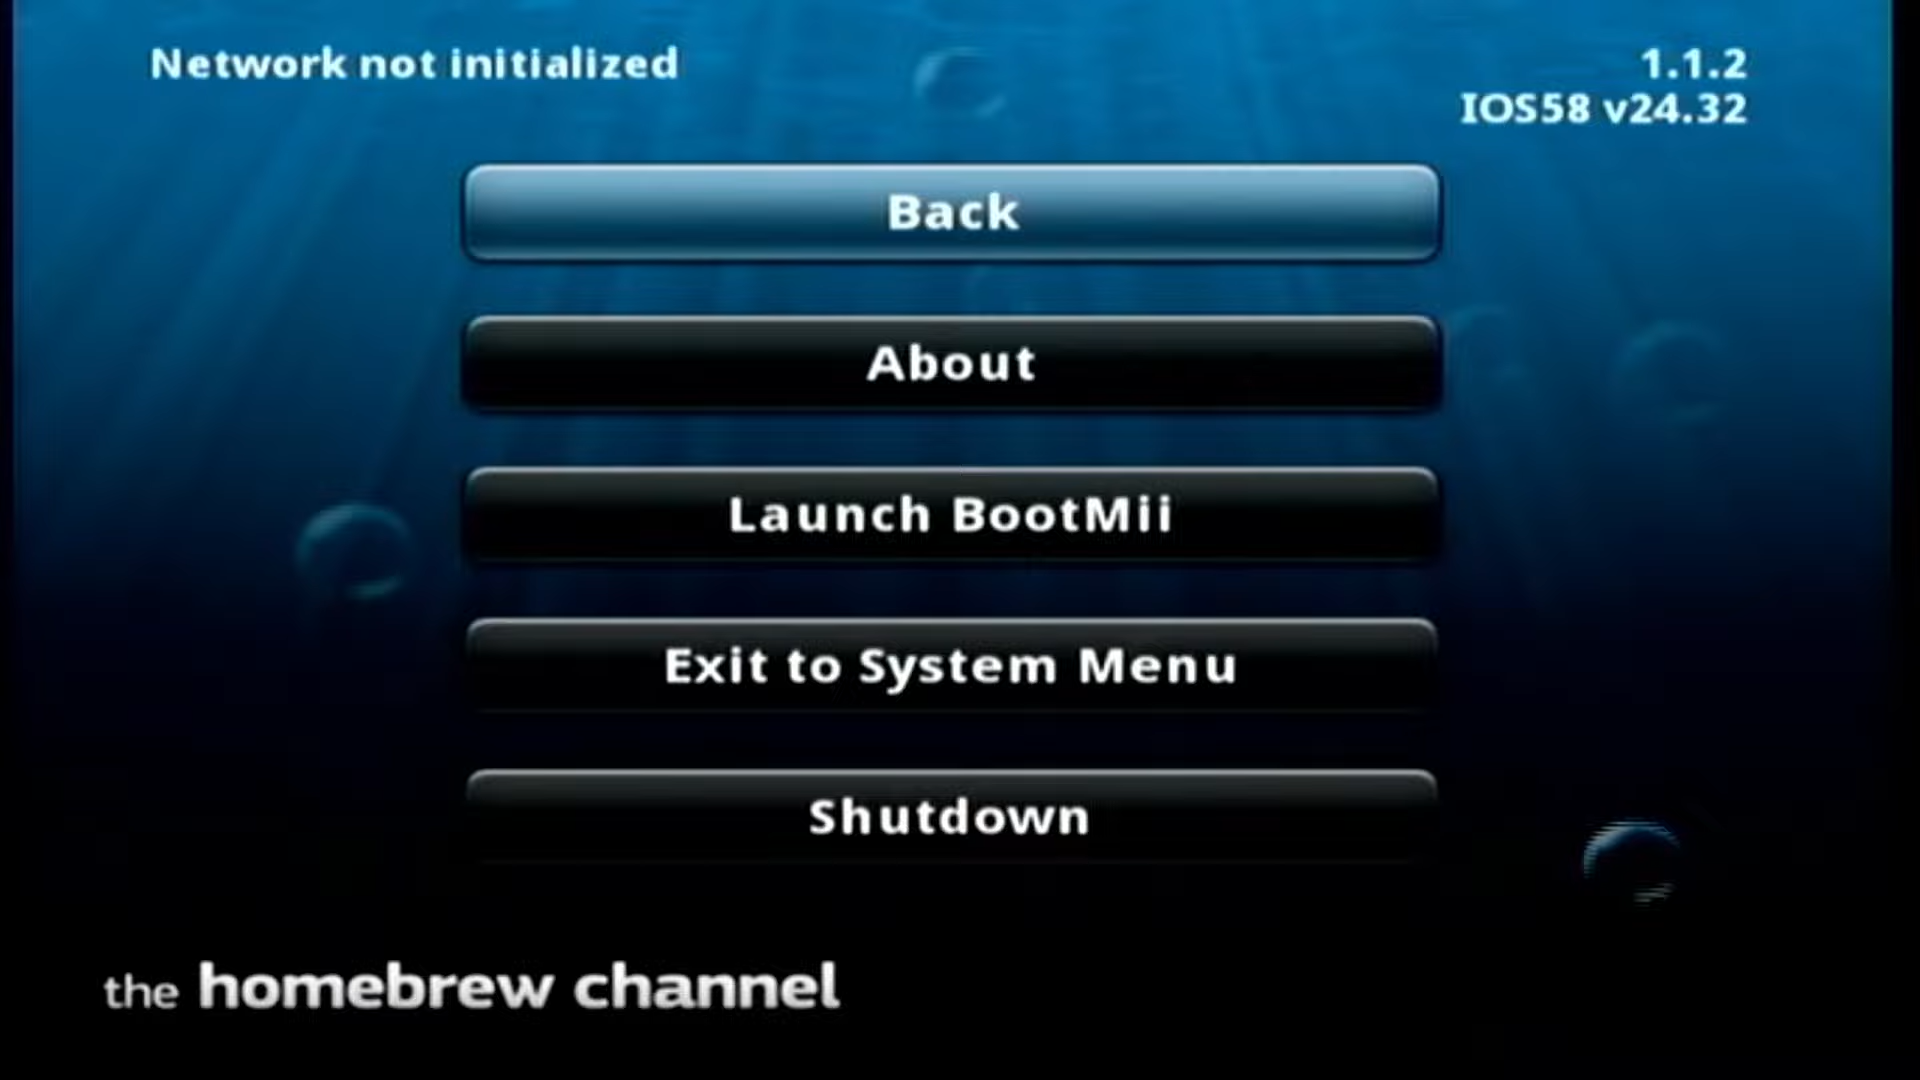 Network not initialized
1.1.2
IOS58 v24.32
Back
About
Launch BootMii
Exit to System Menu
Shutdown
the homebrew channel